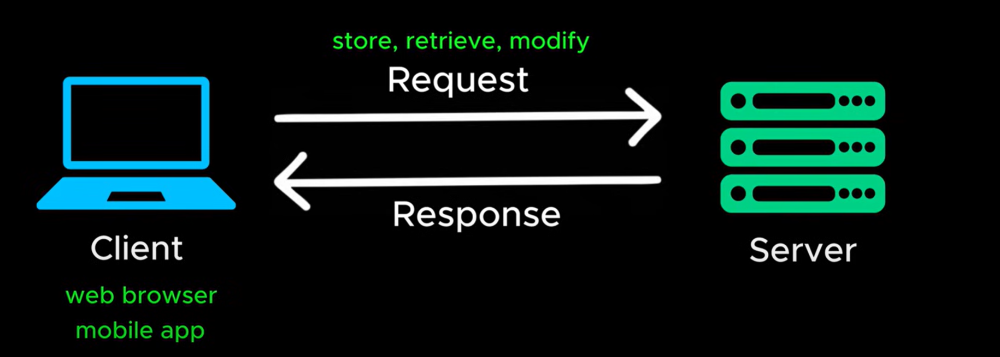 store, retrieve, modify
Request
Response
Client
web browser
mobile app
Server